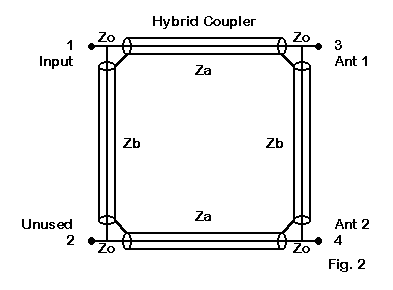 Hybrid Coupler
1 Zo Zo 3
Input Za Ant 1
Zb Zb
Unused Za Ant 2
2 Zo Zo 4
Fig. 2